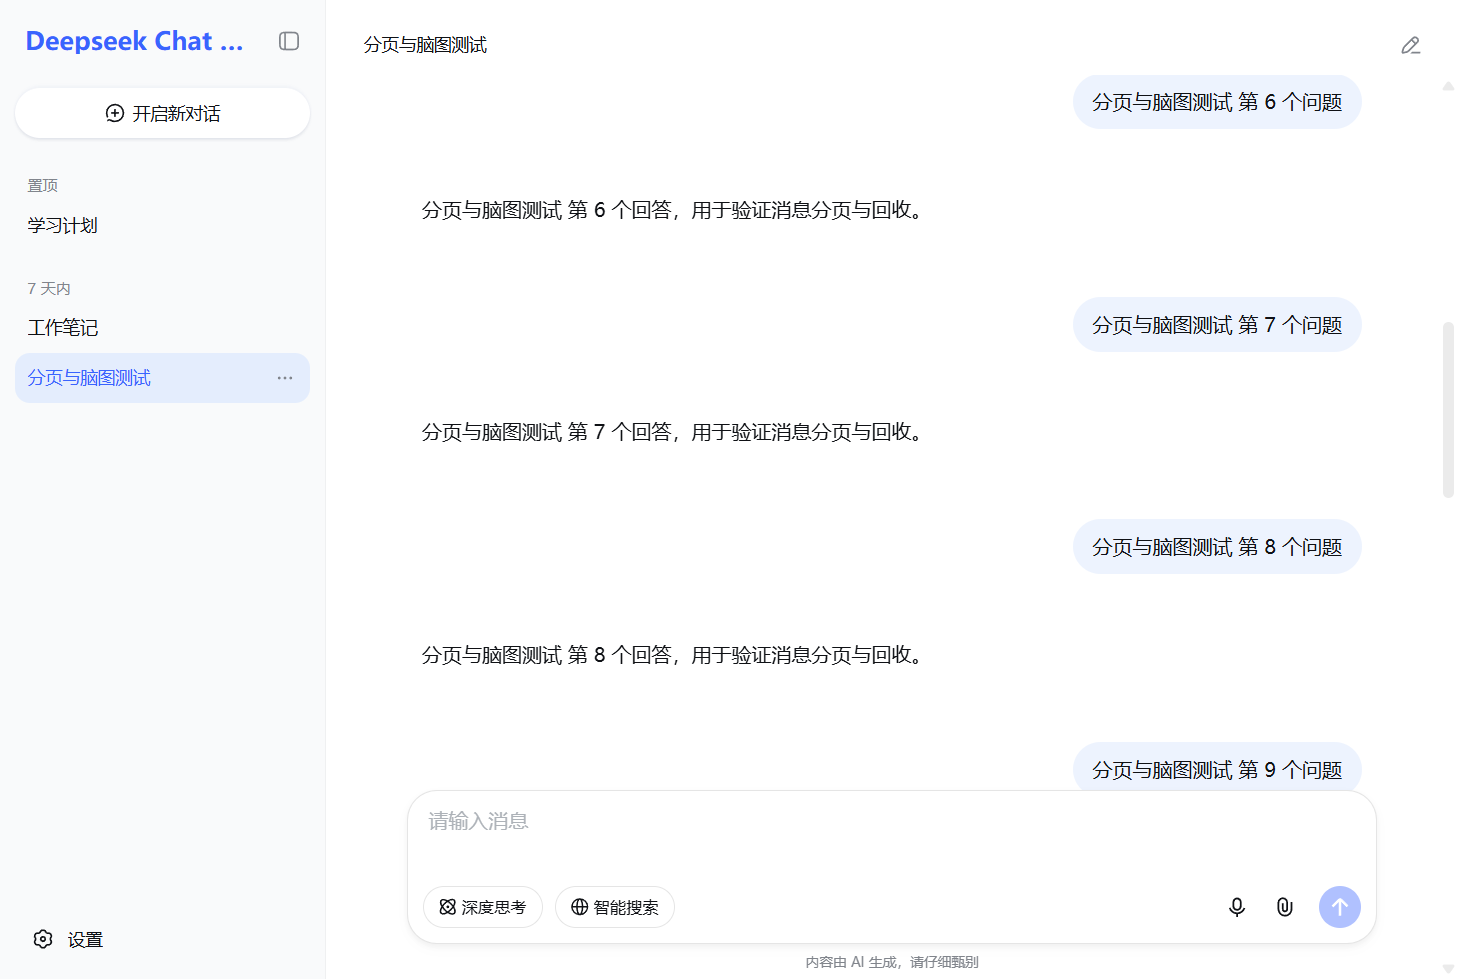 Deepseek Chat ...
开启新对话
置顶
学习计划
7 天内
工作笔记
分页与脑图测试
设置
分页与脑图测试
分页与脑图测试 第 6 个问题
分页与脑图测试 第 6 个回答，用于验证消息分页与回收。
分页与脑图测试 第 7 个问题
分页与脑图测试 第 7 个回答，用于验证消息分页与回收。
分页与脑图测试 第 8 个问题
分页与脑图测试 第 8 个回答，用于验证消息分页与回收。
分页与脑图测试 第 9 个问题
请输入消息
深度思考
智能搜索
内容由 AI 生成，请仔细甄别